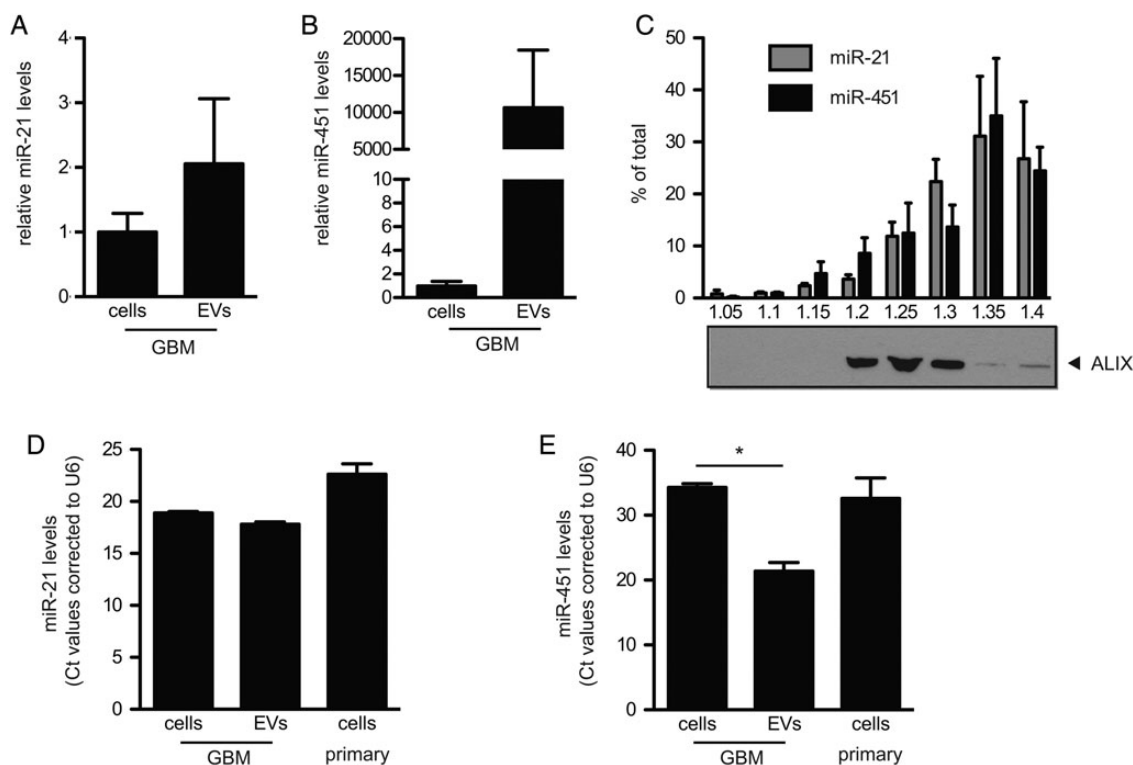 A
relative miR-21 levels
4
3
2
1
0
cells
EVs
GBM
B
relative miR-451 levels
20000
15000
10000
5000
10
8
6
4
2
0
cells
EVs
GBM
C
miR-21
miR-451
% of total
50
40
30
20
10
0
1.05 1.1 1.15 1.2 1.25 1.3 1.35 1.4
ALIX
D
miR-21 levels
(Ct values corrected to U6)
25
20
15
10
5
0
cells
EVs
cells
GBM
primary
E
miR-451 levels
(Ct values corrected to U6)
40
30
20
10
0
*
cells
EVs
cells
GBM
primary